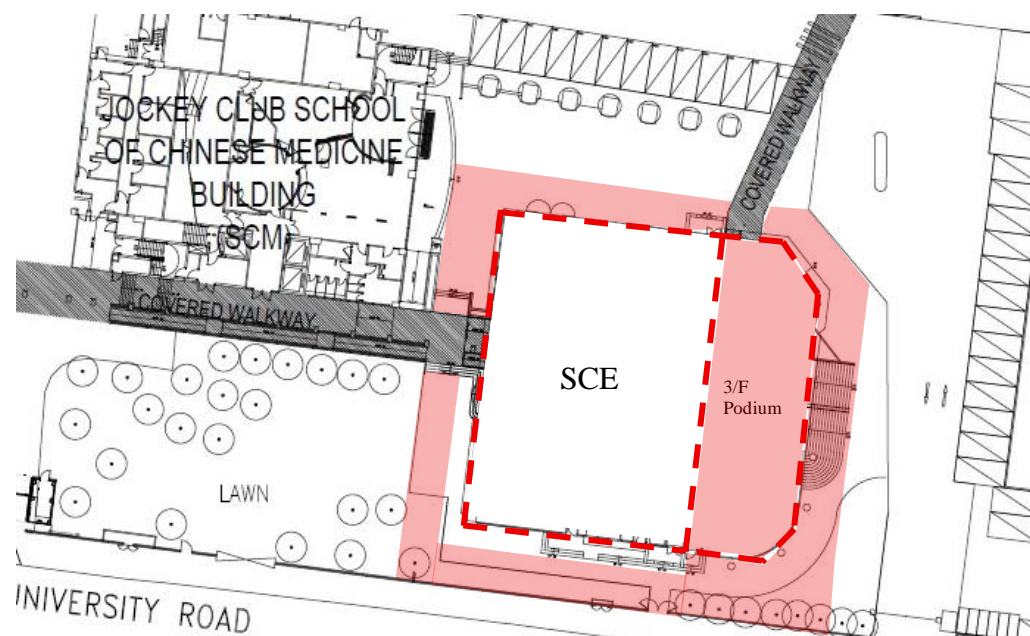 JOCKEY CLUB SCHOOL
OF CHINESE MEDICINE
BUILDING
(SCM)
COVERED WALKWAY
COVERED WALKWAY
SCE
3/F
Podium
LAWN
UNIVERSITY ROAD